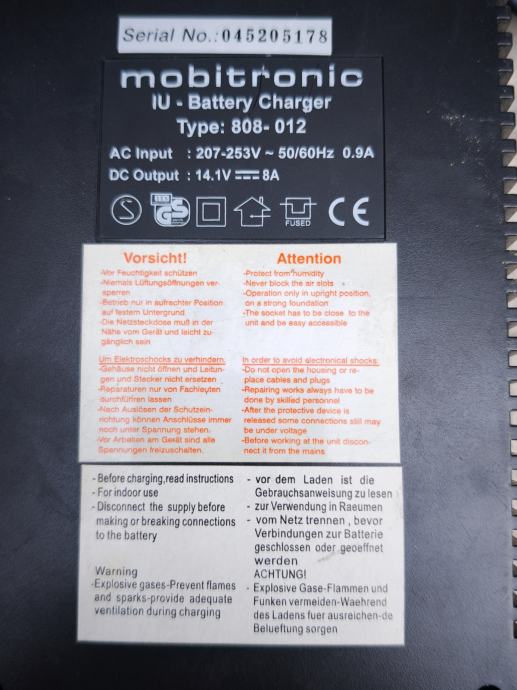 Serial No.: 045205178
mobitronic
IU - Battery Charger
Type: 808- 012
AC Input : 207-253V ~ 50/60Hz 0.9A
DC Output : 14.1V ⎓ 8A
S
GS
FUSED
CE
Vorsicht!
-Vor Feuchtigkeit schützen
-Niemals Lüftungsöffnungen ver-
sperren
-Betrieb nur in aufrechter Position
auf festem Untergrund
-Die Netzsteckdose muß in der
Nähe vom Gerät und leicht zu-
gänglich sein
Um Elektroschocks zu verhindern:
-Gehäuse nicht öffnen und Leitun-
gen und Stecker nicht ersetzen
-Reparaturen nur von Fachleuten
durchführen lassen
-Nach Auslösen der Schutzein-
richtung können Anschlüsse immer
noch unter Spannung stehen.
-Vor Arbeiten am Gerät sind alle
Spannungen freizuschalten.
Attention
-Protect from humidity
-Never block the air slots
-Operation only in upright position,
on a strong foundation
-The socket has to be close to the
unit and be easy accessible
In order to avoid electronical shocks:
-Do not open the housing or re-
place cables and plugs
-Repairing works always have to be
done by skilled personnel
-After the protective device is
released some connections still may
be under voltage
-Before working at the unit discon-
nect it from the mains
- Before charging,read instructions
- For indoor use
- Disconnect the supply before
making or breaking connections
to the battery
Warning
-Explosive gases-Prevent flames
and sparks-provide adequate
ventilation during charging
- vor dem Laden ist die
Gebrauchsanweisung zu lesen
- zur Verwendung in Raeumen
- vom Netz trennen , bevor
Verbindungen zur Batterie
geschlossen oder geoeffnet
werden
ACHTUNG!
- Explosive Gase-Flammen und
Funken vermeiden-Waehrend
des Ladens fuer ausreichen-de
Belueftung sorgen